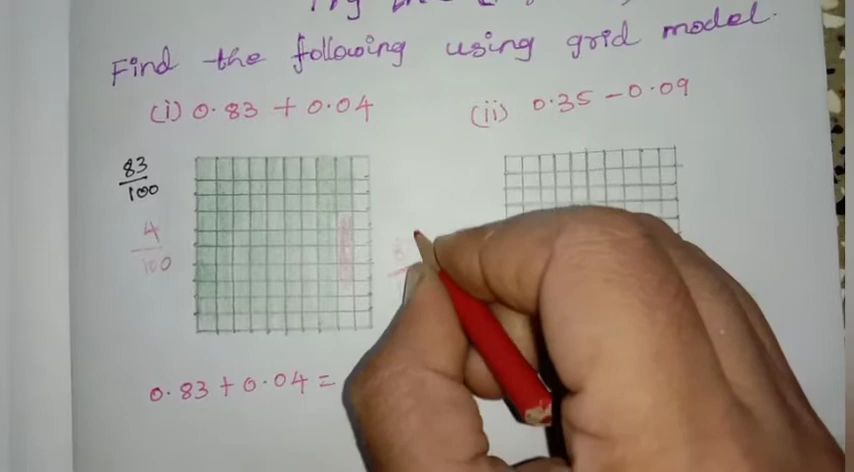 Find the following using grid model.
(i) 0.83 + 0.04
(ii) 0.35 - 0.09
83
100
4
100
8
0.83 + 0.04 =